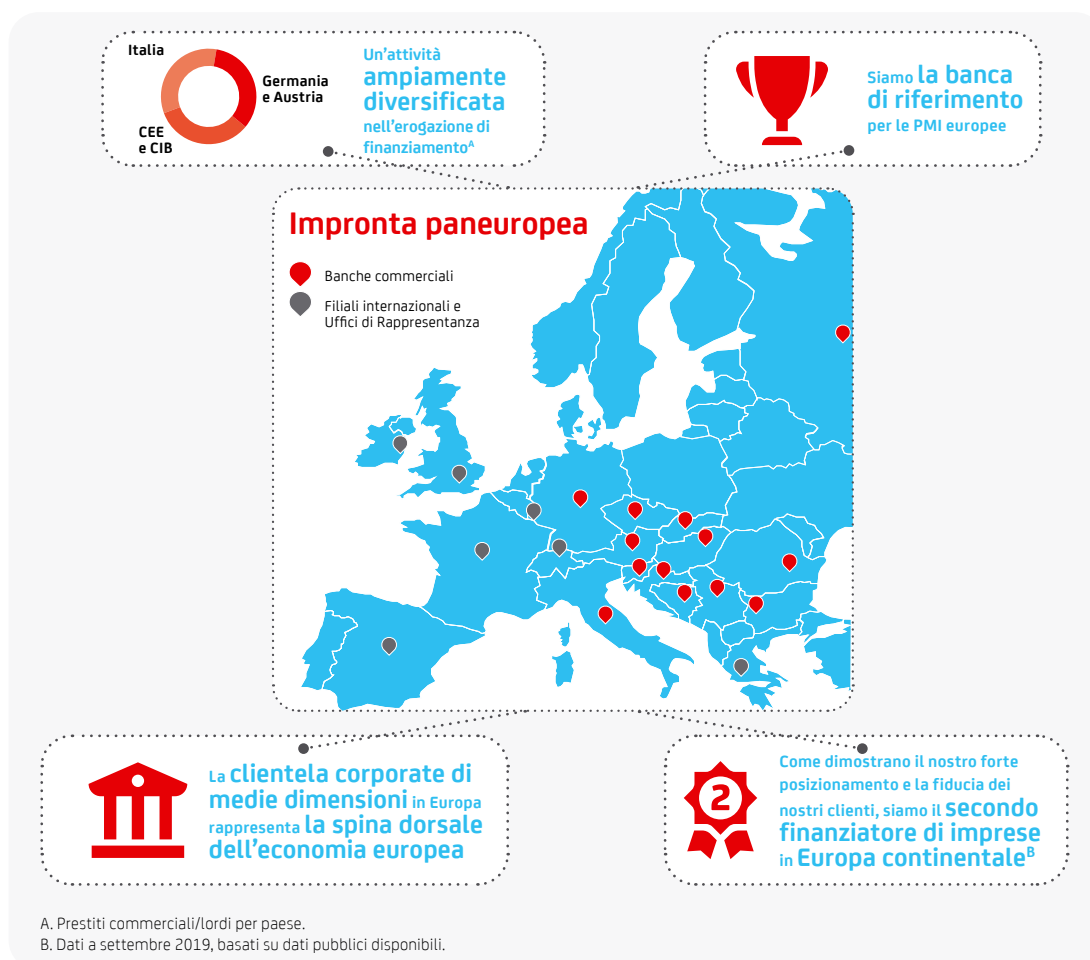 Italia
Germania
e Austria
CEE
e CIB
Un'attività
ampiamente
diversificata
nell'erogazione di
finanziamentoᴬ
Siamo la banca
di riferimento
per le PMI europee
Impronta paneuropea
Banche commerciali
Filiali internazionali e
Uffici di Rappresentanza
La clientela corporate di
medie dimensioni in Europa
rappresenta la spina dorsale
dell'economia europea
2
Come dimostrano il nostro forte
posizionamento e la fiducia dei
nostri clienti, siamo il secondo
finanziatore di imprese
in Europa continentaleᴮ
A. Prestiti commerciali/lordi per paese.
B. Dati a settembre 2019, basati su dati pubblici disponibili.